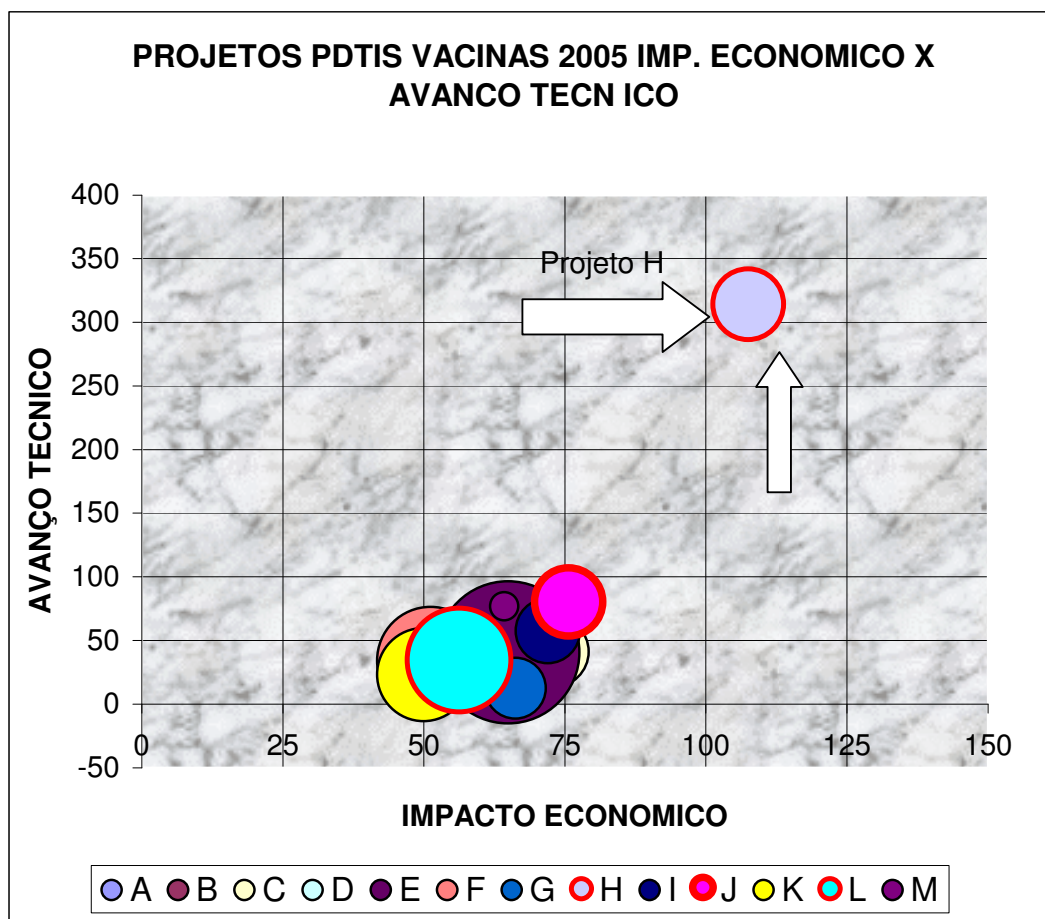 PROJETOS PDTIS VACINAS 2005 IMP. ECONOMICO X
AVANCO TECN ICO
400
350
300
250
200
150
100
50
0
-50
Projeto H
AVANÇO TECNICO
0 25 50 75 100 125 150
IMPACTO ECONOMICO
A B C D E F G H I J K L M